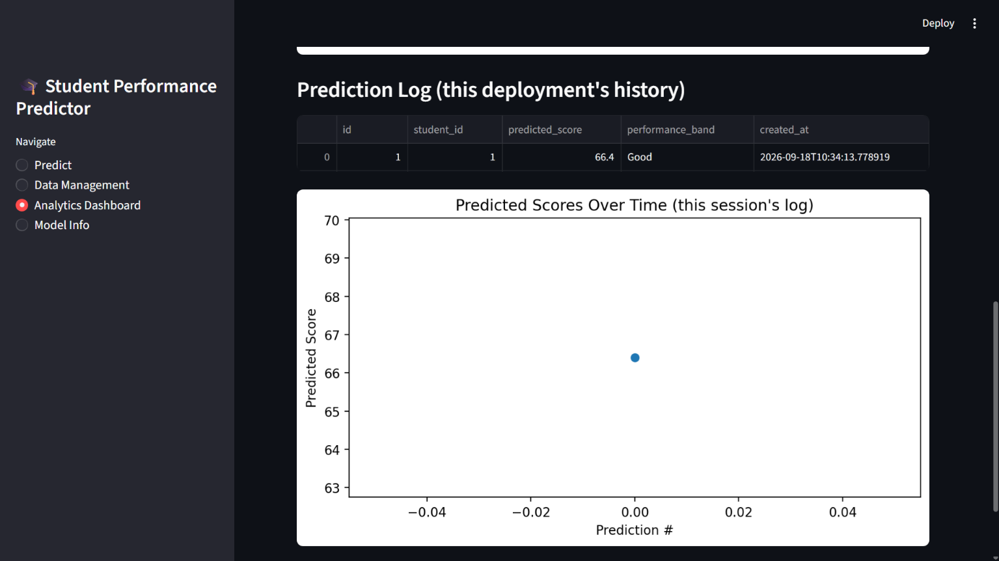 Deploy
🎓 Student Performance
Predictor
Navigate
Predict
Data Management
Analytics Dashboard
Model Info
Prediction Log (this deployment's history)
id student_id predicted_score performance_band created_at
0 1 1 66.4 Good 2026-09-18T10:34:13.778919
Predicted Scores Over Time (this session's log)
70
69
68
67
66
65
64
63
Predicted Score
−0.04 −0.02 0.00 0.02 0.04
Prediction #